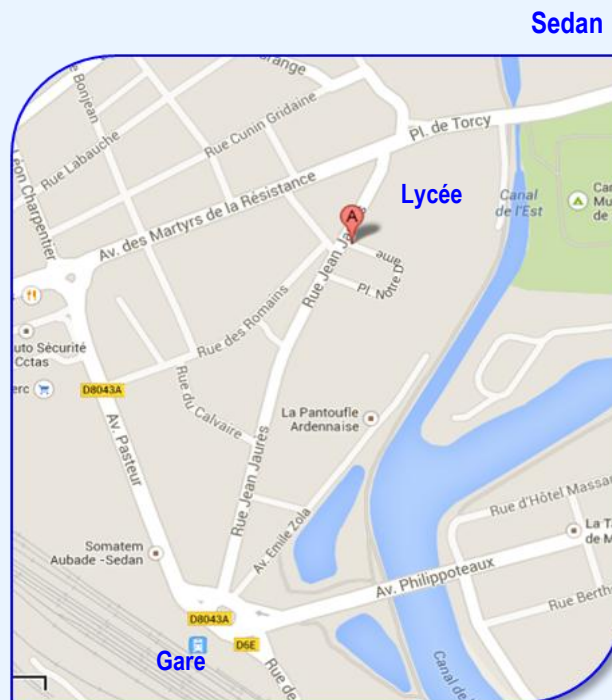 Sedan
Bonjean
Rue Labauche
Léon Charpentier
Rue Cunin Gridaine
Pl. de Torcy
Av. des Martyrs de la Résistance
Lycée
Canal
de l'Est
A
Rue Jean Jaurès
Pl. Notre Dame
Rue des Romains
Sécurité
Cctas
D8043A
Rue du Calvaire
La Pantoufle
Ardennaise
Av. Pasteur
Rue Jean Jaurès
Rue d'Hôtel
Av. Emile Zola
Somatem
Aubade -Sedan
Av. Philippoteaux
D8043A
D6E
Gare
Rue de
Canal de